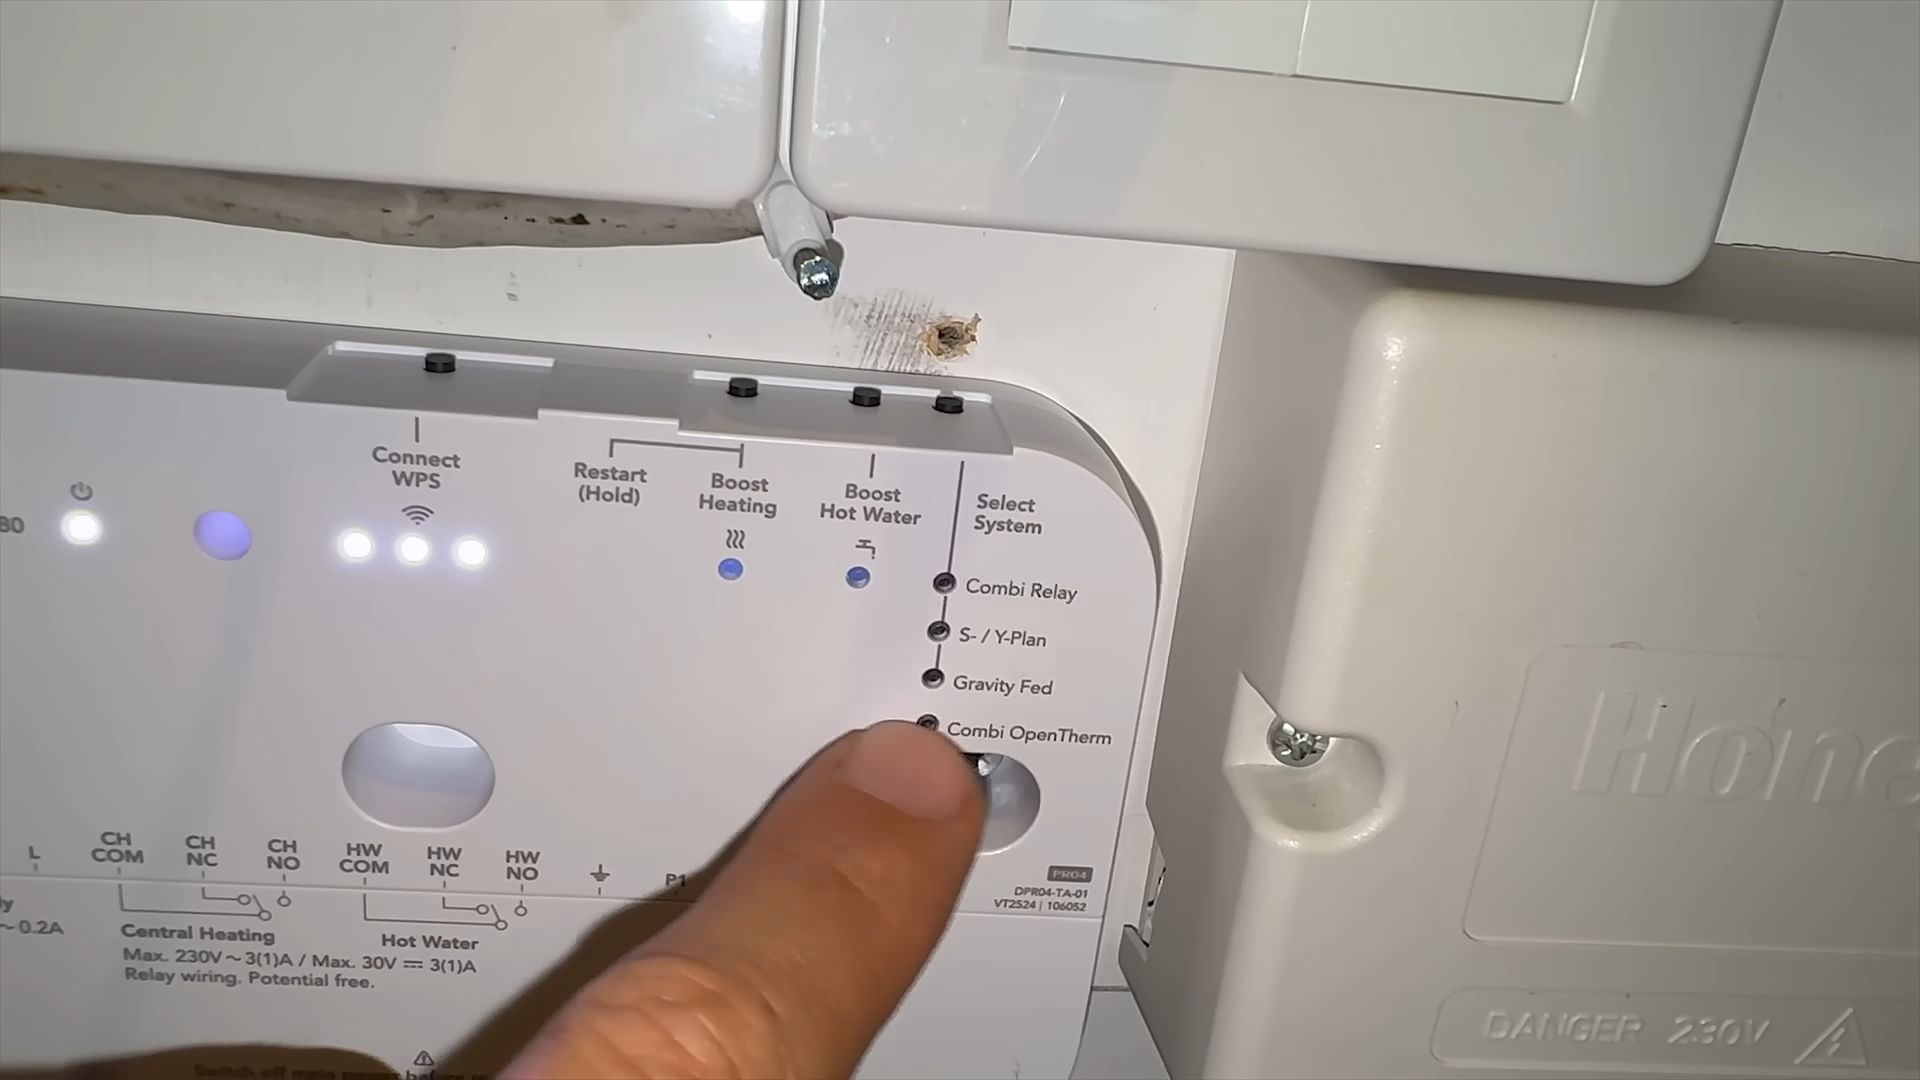 Connect
WPS
Restart
(Hold)
Boost
Heating
Boost
Hot Water
Select
System
Combi Relay
S- / Y-Plan
Gravity Fed
Combi OpenTherm
L
CH
COM
CH
NC
CH
NO
HW
COM
HW
NC
HW
NO
P1
~ 0.2A
Central Heating
Max. 230V ~ 3(1)A / Max. 30V ⎓ 3(1)A
Relay wiring. Potential free.
Hot Water
PR04
DPR04-TA-01
VT2524 | 106052
Hone
DANGER 230V